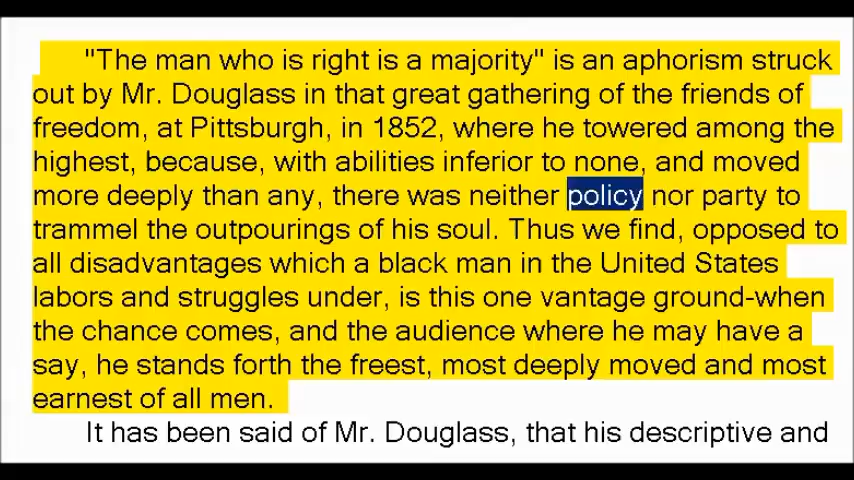 "The man who is right is a majority" is an aphorism struck
out by Mr. Douglass in that great gathering of the friends of
freedom, at Pittsburgh, in 1852, where he towered among the
highest, because, with abilities inferior to none, and moved
more deeply than any, there was neither policy nor party to
trammel the outpourings of his soul. Thus we find, opposed to
all disadvantages which a black man in the United States
labors and struggles under, is this one vantage ground-when
the chance comes, and the audience where he may have a
say, he stands forth the freest, most deeply moved and most
earnest of all men.
It has been said of Mr. Douglass, that his descriptive and